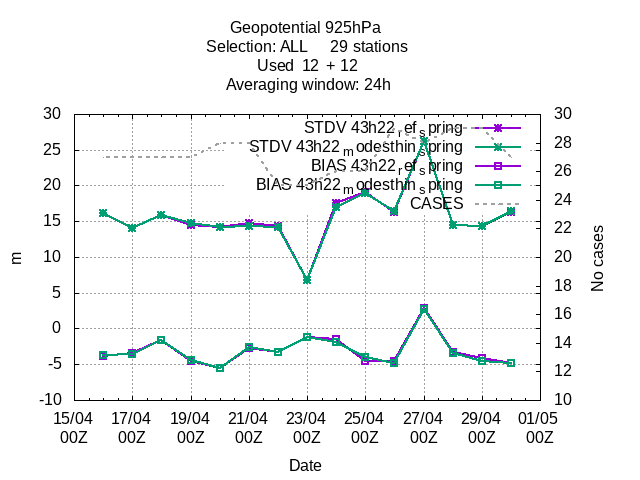 Geopotential 925hPa
Selection: ALL 29 stations
Used 12 + 12
Averaging window: 24h
STDV 43h22_ref_spring
STDV 43h22_modesthin_spring
BIAS 43h22_ref_spring
BIAS 43h22_modesthin_spring
CASES
30
25
20
15
10
5
0
-5
-10
m
30
28
26
24
22
20
18
16
14
12
10
No cases
15/04 17/04 19/04 21/04 23/04 25/04 27/04 29/04 01/05
00Z 00Z 00Z 00Z 00Z 00Z 00Z 00Z 00Z
Date